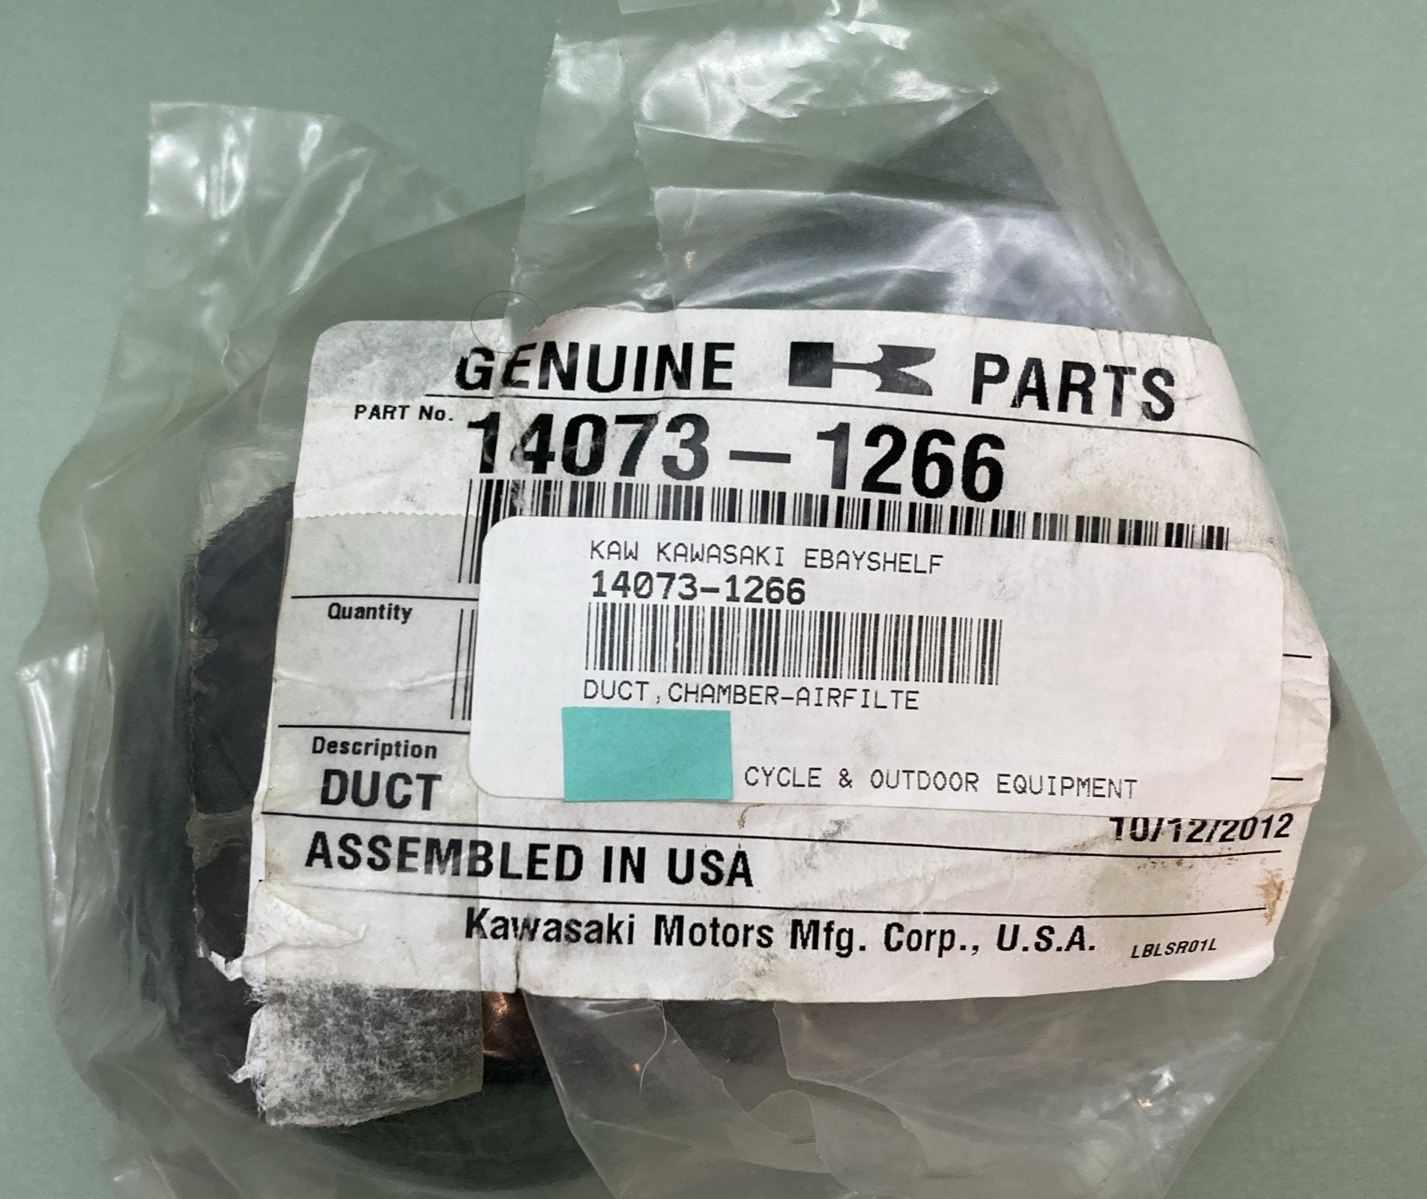 GENUINE PARTS
PART No. 14073-1266
KAW KAWASAKI EBAYSHELF
14073-1266
Quantity
DUCT,CHAMBER-AIRFILTE
Description
DUCT
CYCLE & OUTDOOR EQUIPMENT
10/12/2012
ASSEMBLED IN USA
Kawasaki Motors Mfg. Corp., U.S.A. LBLSR01L